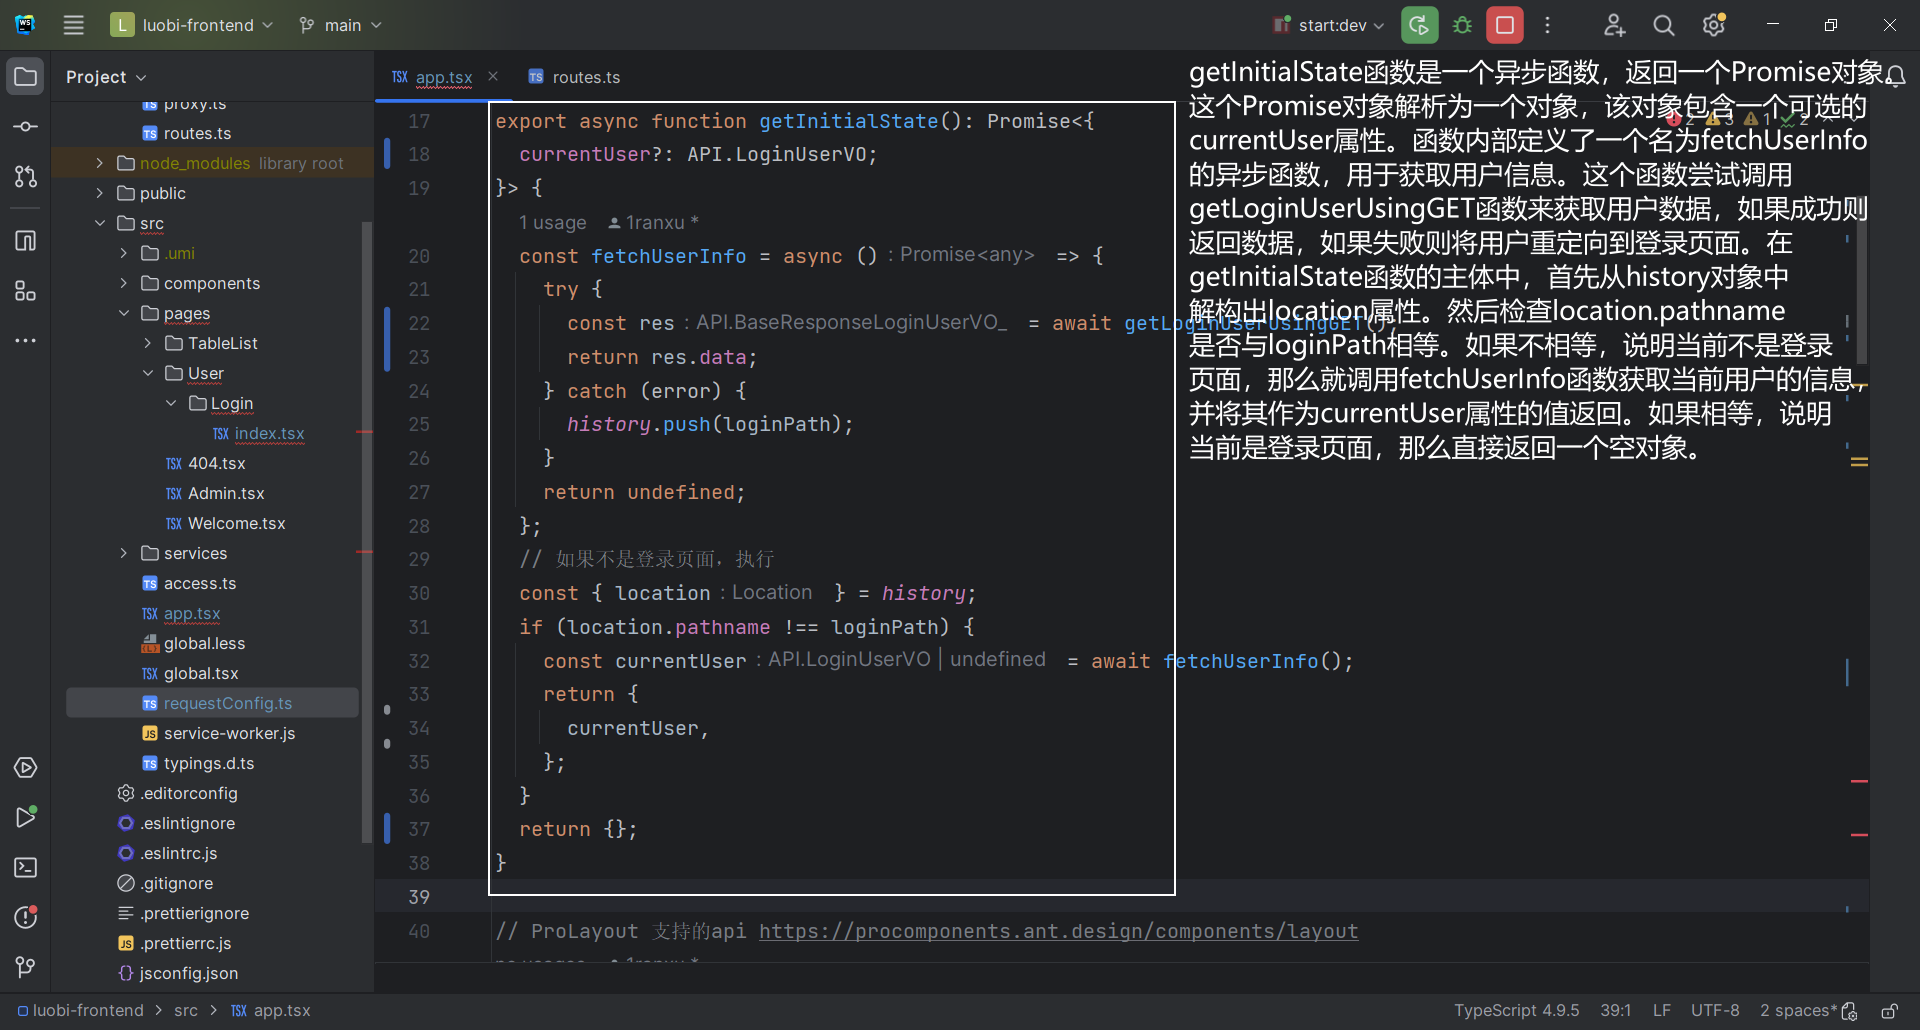 L luobi-frontend
main
start:dev
Project
proxy.ts
TS routes.ts
node_modules library root
public
src
.umi
components
pages
TableList
User
Login
TSX index.tsx
TSX 404.tsx
TSX Admin.tsx
TSX Welcome.tsx
services
TS access.ts
TSX app.tsx
global.less
TSX global.tsx
TS requestConfig.ts
JS service-worker.js
TS typings.d.ts
.editorconfig
.eslintignore
.eslintrc.js
.gitignore
.prettierignore
JS .prettierrc.js
{} jsconfig.json
TSX app.tsx
TS routes.ts
17 export async function getInitialState(): Promise<{
18 currentUser?: API.LoginUserVO;
19 }> {
1 usage 1ranxu *
20 const fetchUserInfo = async () : Promise<any> => {
21 try {
22 const res : API.BaseResponseLoginUserVO_ = await getLoginUserUsingGET();
23 return res.data;
24 } catch (error) {
25 history.push(loginPath);
26 }
27 return undefined;
28 };
29 // 如果不是登录页面，执行
30 const { location : Location } = history;
31 if (location.pathname !== loginPath) {
32 const currentUser : API.LoginUserVO | undefined = await fetchUserInfo();
33 return {
34 currentUser,
35 };
36 }
37 return {};
38 }
39
40 // ProLayout 支持的api https://procomponents.ant.design/components/layout
no usages 1ranxu *
getInitialState函数是一个异步函数，返回一个Promise对象。
这个Promise对象解析为一个对象，该对象包含一个可选的
2 3 1 2
currentUser属性。函数内部定义了一个名为fetchUserInfo
的异步函数，用于获取用户信息。这个函数尝试调用
getLoginUserUsingGET函数来获取用户数据，如果成功则
返回数据，如果失败则将用户重定向到登录页面。在
getInitialState函数的主体中，首先从history对象中
解构出location属性。然后检查location.pathname
是否与loginPath相等。如果不相等，说明当前不是登录
页面，那么就调用fetchUserInfo函数获取当前用户的信息，
并将其作为currentUser属性的值返回。如果相等，说明
当前是登录页面，那么直接返回一个空对象。
luobi-frontend > src > TSX app.tsx
TypeScript 4.9.5 39:1 LF UTF-8 2 spaces*